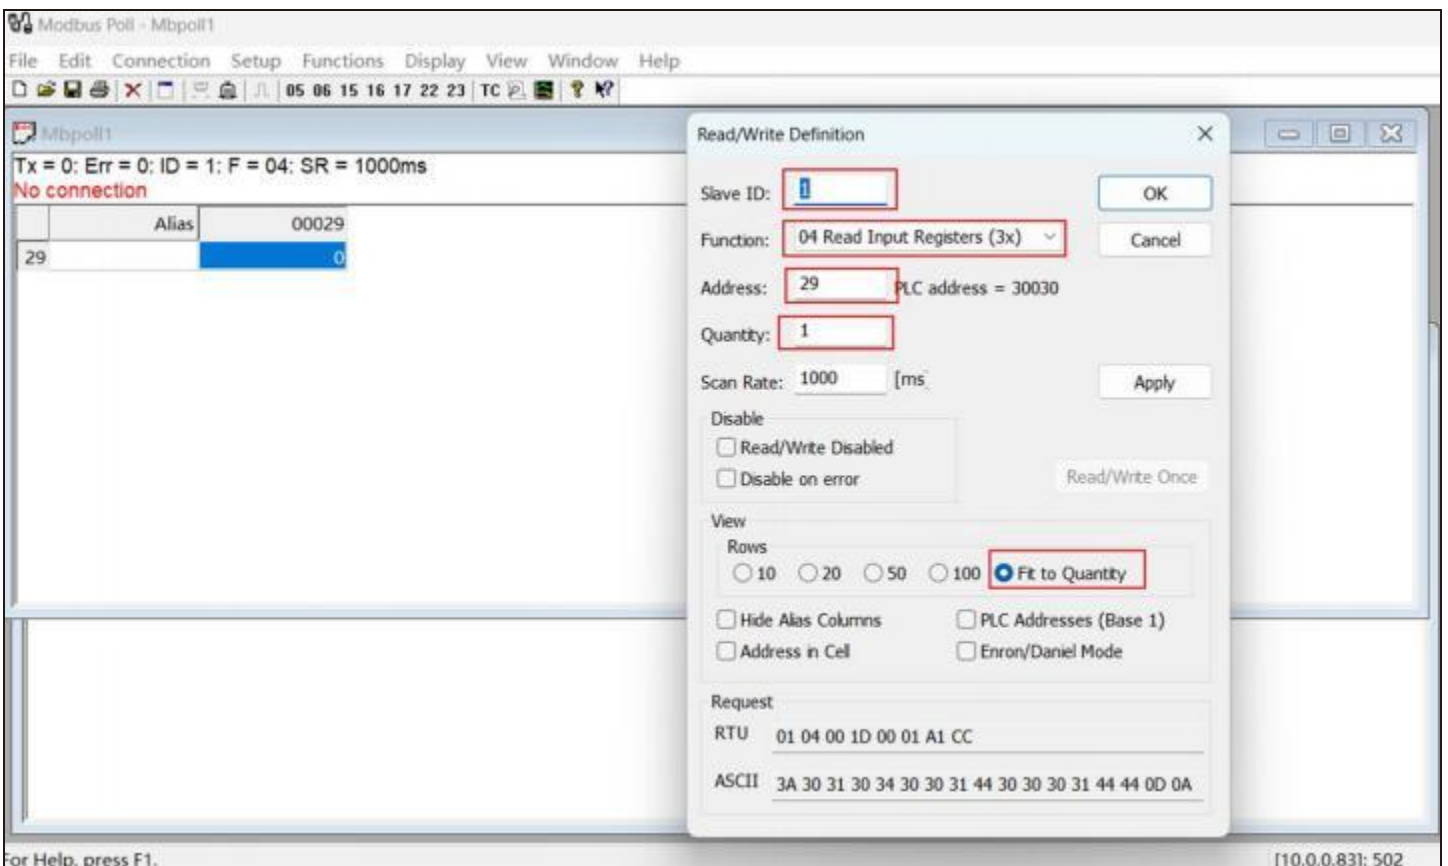 Modbus Poll - Mbpoll1
File Edit Connection Setup Functions Display View Window Help
05 06 15 16 17 22 23 TC
Mbpoll1
Tx = 0: Err = 0: ID = 1: F = 04: SR = 1000ms
No connection
Alias 00029
29 0
Read/Write Definition
Slave ID: 1 OK
Function: 04 Read Input Registers (3x) Cancel
Address: 29 PLC address = 30030
Quantity: 1
Scan Rate: 1000 [ms Apply
Disable
Read/Write Disabled
Disable on error Read/Write Once
View
Rows
10 20 50 100 Fit to Quantity
Hide Alias Columns PLC Addresses (Base 1)
Address in Cell Enron/Daniel Mode
Request
RTU 01 04 00 1D 00 01 A1 CC
ASCII 3A 30 31 30 34 30 30 31 44 30 30 30 31 44 44 0D 0A
For Help, press F1. [10.0.0.83]: 502